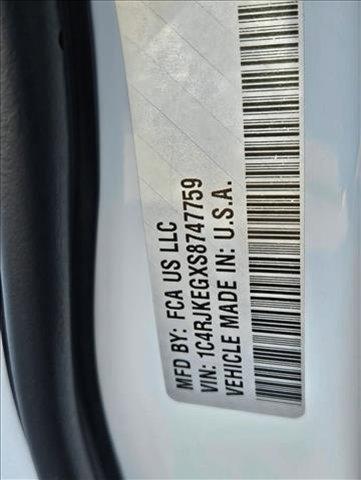 MFD BY: FCA US LLC
VIN: 1C4RJKEGXS8747759
VEHICLE MADE IN: U.S.A.